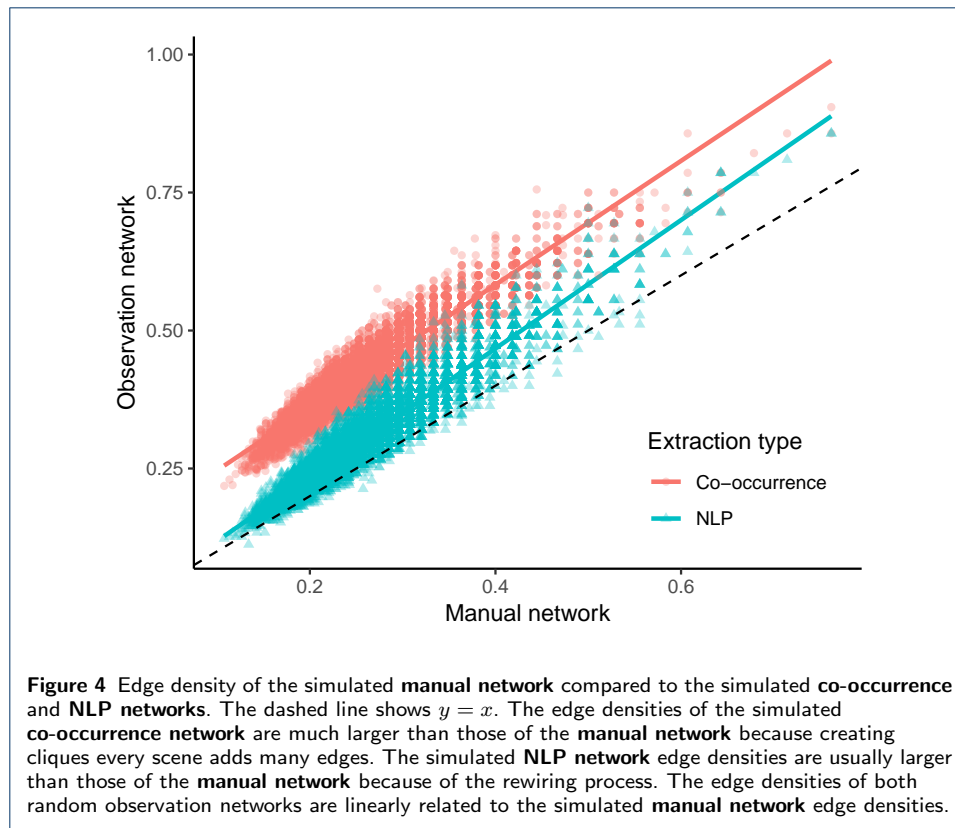 1.00
0.75
0.50
0.25
Observation network
0.2
0.4
0.6
Manual network
Extraction type
Co−occurrence
NLP
Figure 4 Edge density of the simulated manual network compared to the simulated co-occurrence
and NLP networks. The dashed line shows y = x. The edge densities of the simulated
co-occurrence network are much larger than those of the manual network because creating
cliques every scene adds many edges. The simulated NLP network edge densities are usually larger
than those of the manual network because of the rewiring process. The edge densities of both
random observation networks are linearly related to the simulated manual network edge densities.